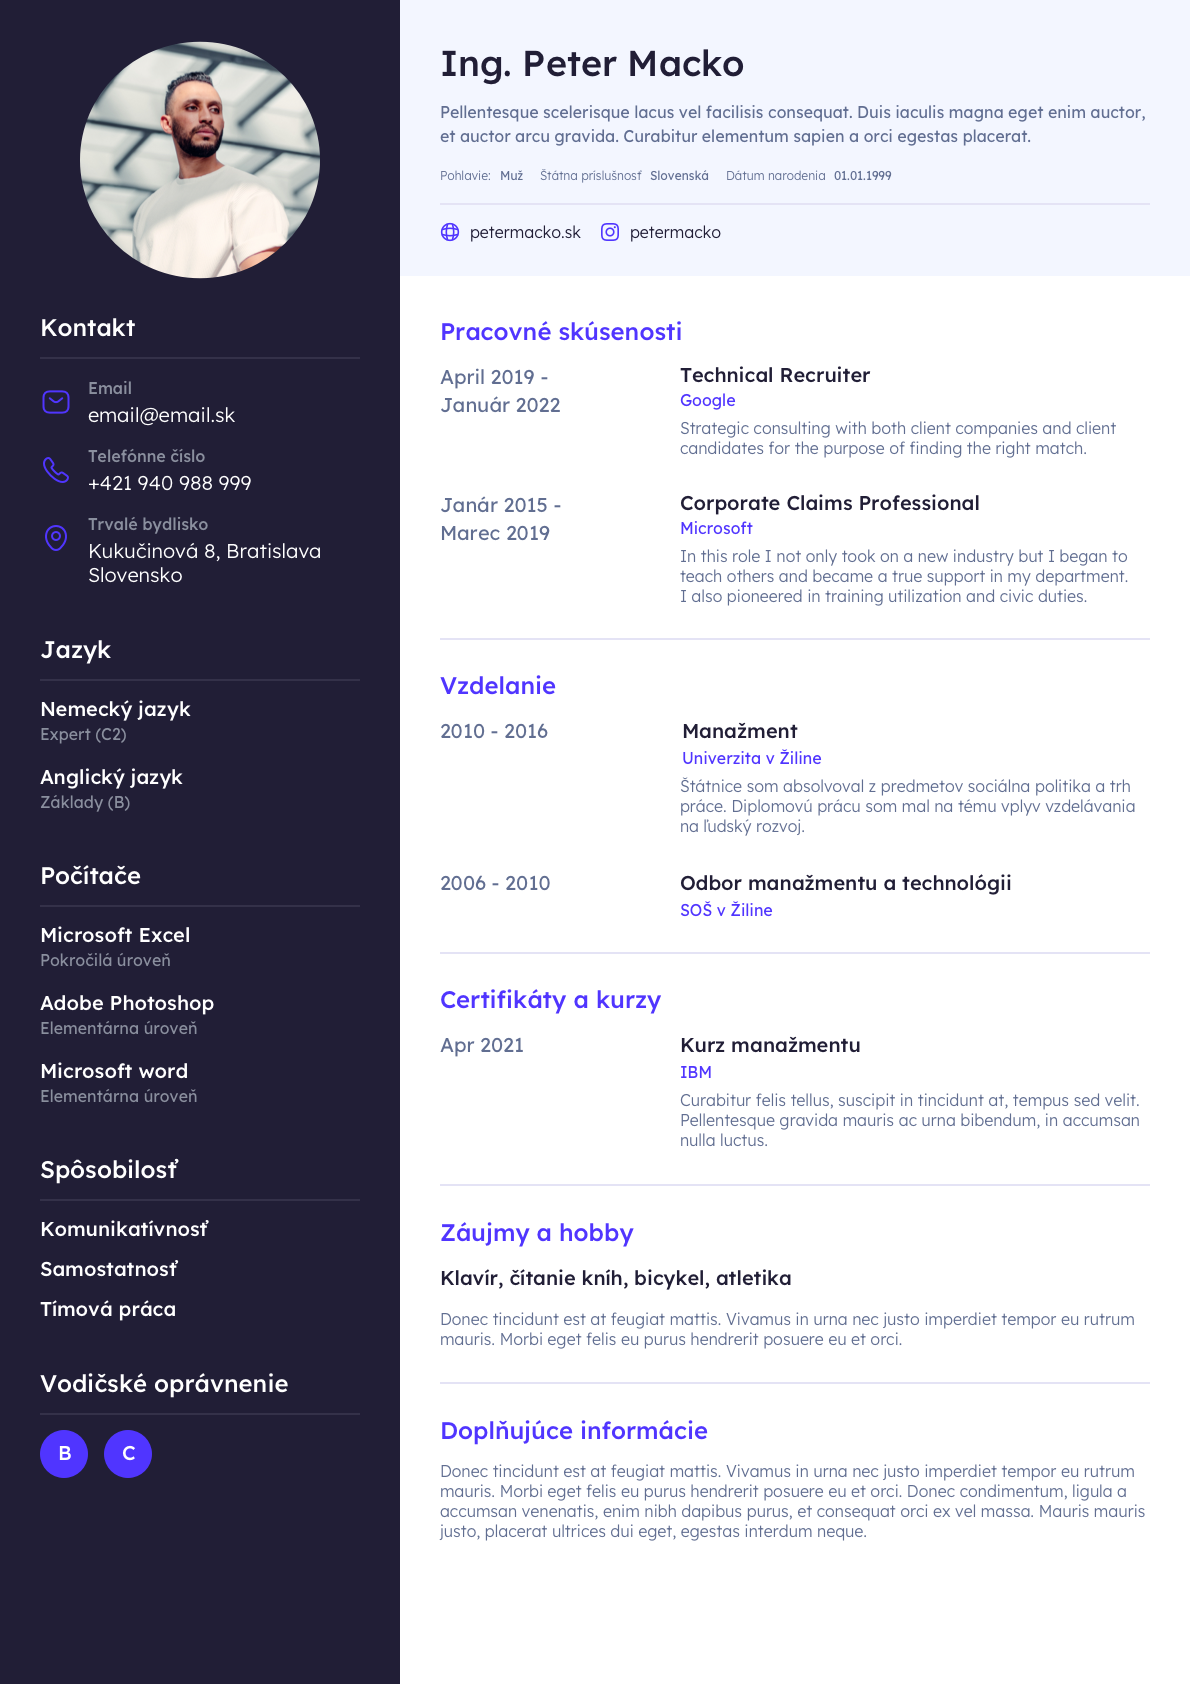 Kontakt
Email
email@email.sk
Telefónne číslo
+421 940 988 999
Trvalé bydlisko
Kukučinová 8, Bratislava
Slovensko
Jazyk
Nemecký jazyk
Expert (C2)
Anglický jazyk
Základy (B)
Počítače
Microsoft Excel
Pokročilá úroveň
Adobe Photoshop
Elementárna úroveň
Microsoft word
Elementárna úroveň
Spôsobilosť
Komunikatívnosť
Samostatnosť
Tímová práca
Vodičské oprávnenie
B C
Ing. Peter Macko
Pellentesque scelerisque lacus vel facilisis consequat. Duis iaculis magna eget enim auctor,
et auctor arcu gravida. Curabitur elementum sapien a orci egestas placerat.
Pohlavie: Muž Štátna príslušnosť Slovenská Dátum narodenia 01.01.1999
petermacko.sk petermacko
Pracovné skúsenosti
April 2019 -
Január 2022
Technical Recruiter
Google
Strategic consulting with both client companies and client
candidates for the purpose of finding the right match.
Janár 2015 -
Marec 2019
Corporate Claims Professional
Microsoft
In this role I not only took on a new industry but I began to
teach others and became a true support in my department.
I also pioneered in training utilization and civic duties.
Vzdelanie
2010 - 2016
Manažment
Univerzita v Žiline
Štátnice som absolvoval z predmetov sociálna politika a trh
práce. Diplomovú prácu som mal na tému vplyv vzdelávania
na ľudský rozvoj.
2006 - 2010
Odbor manažmentu a technológii
SOŠ v Žiline
Certifikáty a kurzy
Apr 2021
Kurz manažmentu
IBM
Curabitur felis tellus, suscipit in tincidunt at, tempus sed velit.
Pellentesque gravida mauris ac urna bibendum, in accumsan
nulla luctus.
Záujmy a hobby
Klavír, čítanie kníh, bicykel, atletika
Donec tincidunt est at feugiat mattis. Vivamus in urna nec justo imperdiet tempor eu rutrum
mauris. Morbi eget felis eu purus hendrerit posuere eu et orci.
Doplňujúce informácie
Donec tincidunt est at feugiat mattis. Vivamus in urna nec justo imperdiet tempor eu rutrum
mauris. Morbi eget felis eu purus hendrerit posuere eu et orci. Donec condimentum, ligula a
accumsan venenatis, enim nibh dapibus purus, et consequat orci ex vel massa. Mauris mauris
justo, placerat ultrices dui eget, egestas interdum neque.